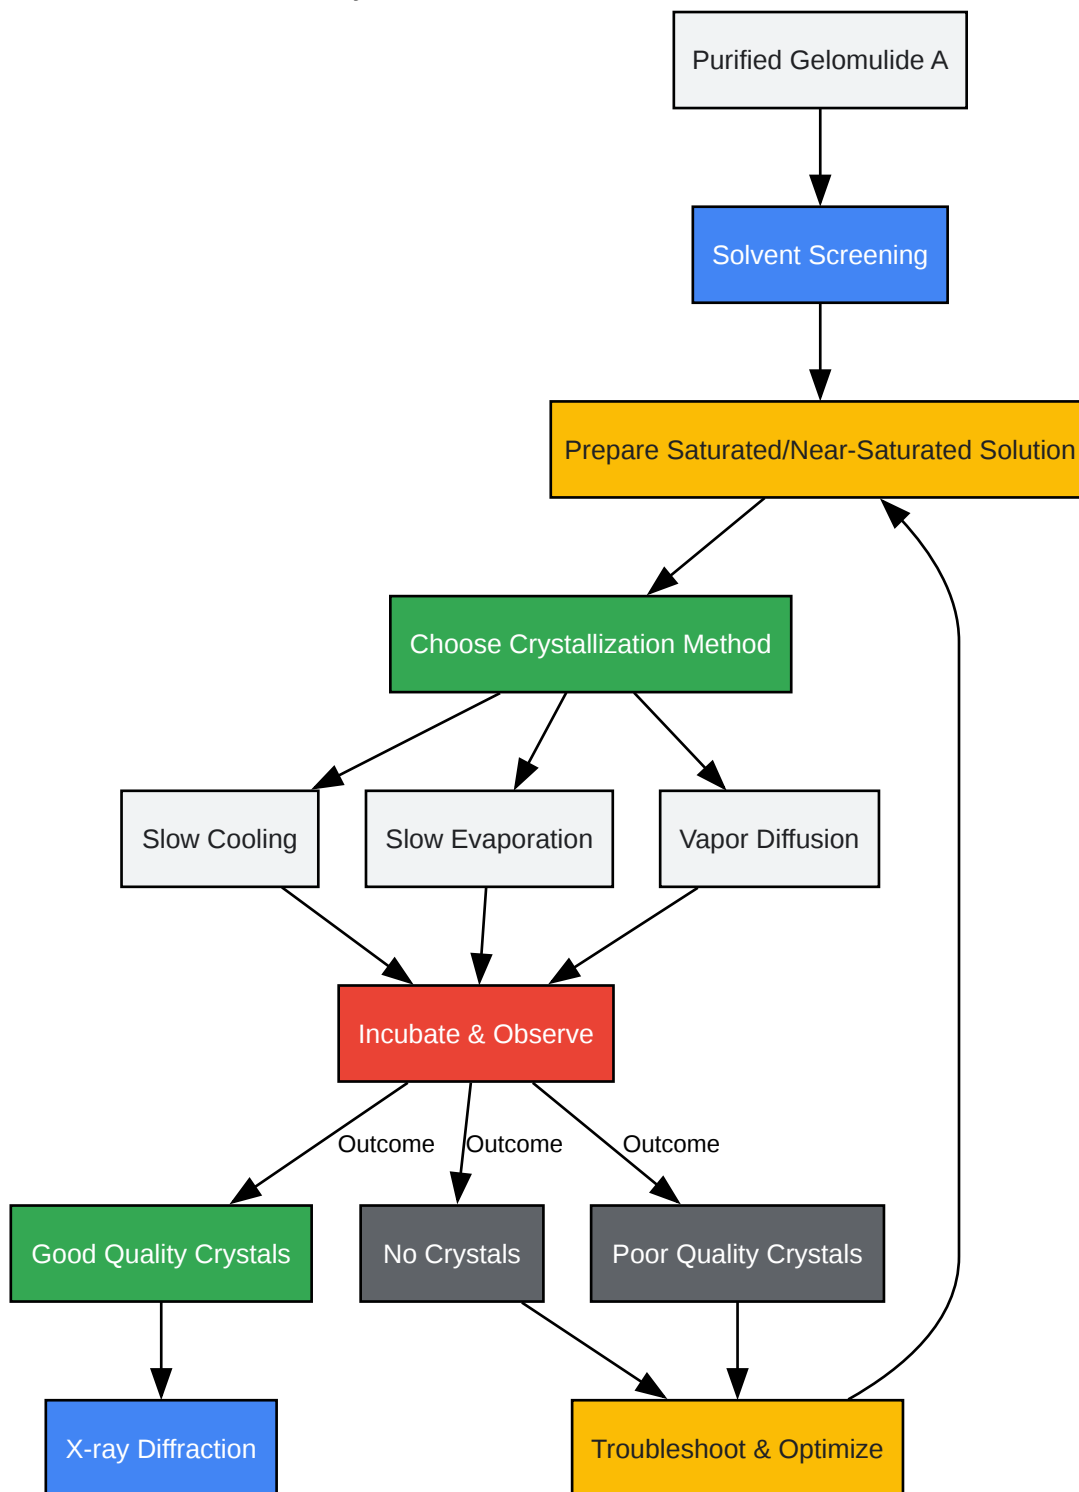 Purified Gelomulide A
Solvent Screening
Prepare Saturated/Near-Saturated Solution
Choose Crystallization Method
Slow Cooling
Slow Evaporation
Vapor Diffusion
Incubate & Observe
Outcome
Outcome
Outcome
Good Quality Crystals
No Crystals
Poor Quality Crystals
X-ray Diffraction
Troubleshoot & Optimize